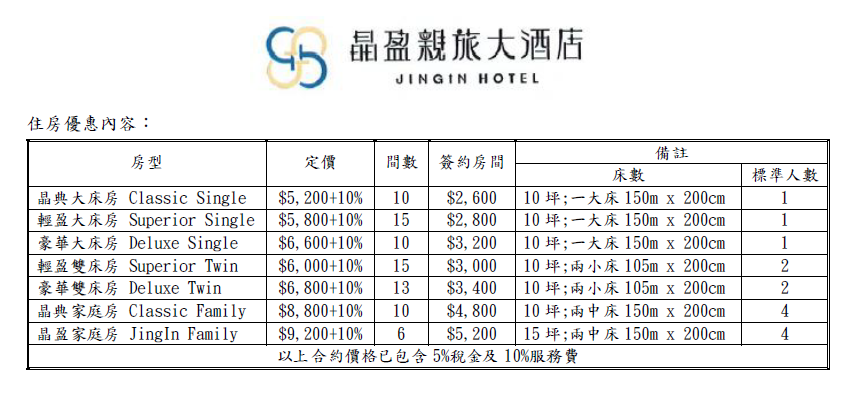 晶盈親旅大酒店
JINGIN HOTEL
住房優惠內容：
房型 定價 間數 簽約房間 備註
床數 標準人數
晶典大床房 Classic Single $5,200+10% 10 $2,600 10 坪;一大床 150m x 200cm 1
輕盈大床房 Superior Single $5,800+10% 15 $2,800 10 坪;一大床 150m x 200cm 1
豪華大床房 Deluxe Single $6,600+10% 10 $3,200 10 坪;一大床 150m x 200cm 1
輕盈雙床房 Superior Twin $6,000+10% 15 $3,000 10 坪;兩小床 105m x 200cm 2
豪華雙床房 Deluxe Twin $6,800+10% 13 $3,400 10 坪;兩小床 105m x 200cm 2
晶典家庭房 Classic Family $8,800+10% 10 $4,800 10 坪;兩中床 150m x 200cm 4
晶盈家庭房 JingIn Family $9,200+10% 6 $5,200 15 坪;兩中床 150m x 200cm 4
以上合約價格已包含 5%稅金及 10%服務費